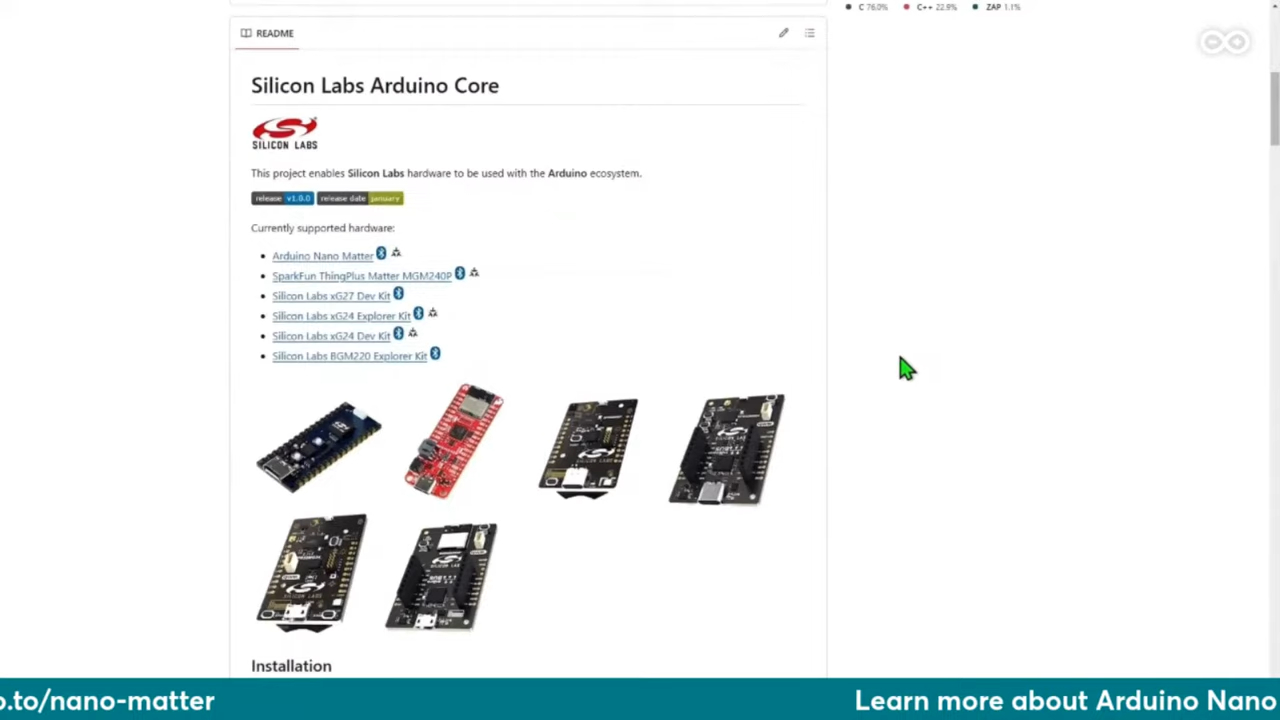 C 76.0% C++ 22.9% ZAP 1.1%
README
Silicon Labs Arduino Core
SILICON LABS
This project enables Silicon Labs hardware to be used with the Arduino ecosystem.
release v1.0.0 release date january
Currently supported hardware:
Arduino Nano Matter
SparkFun ThingPlus Matter MGM240P
Silicon Labs xG27 Dev Kit
Silicon Labs xG24 Explorer Kit
Silicon Labs xG24 Dev Kit
Silicon Labs BGM220 Explorer Kit
SILICON LABS
Installation
o.to/nano-matter Learn more about Arduino Nano